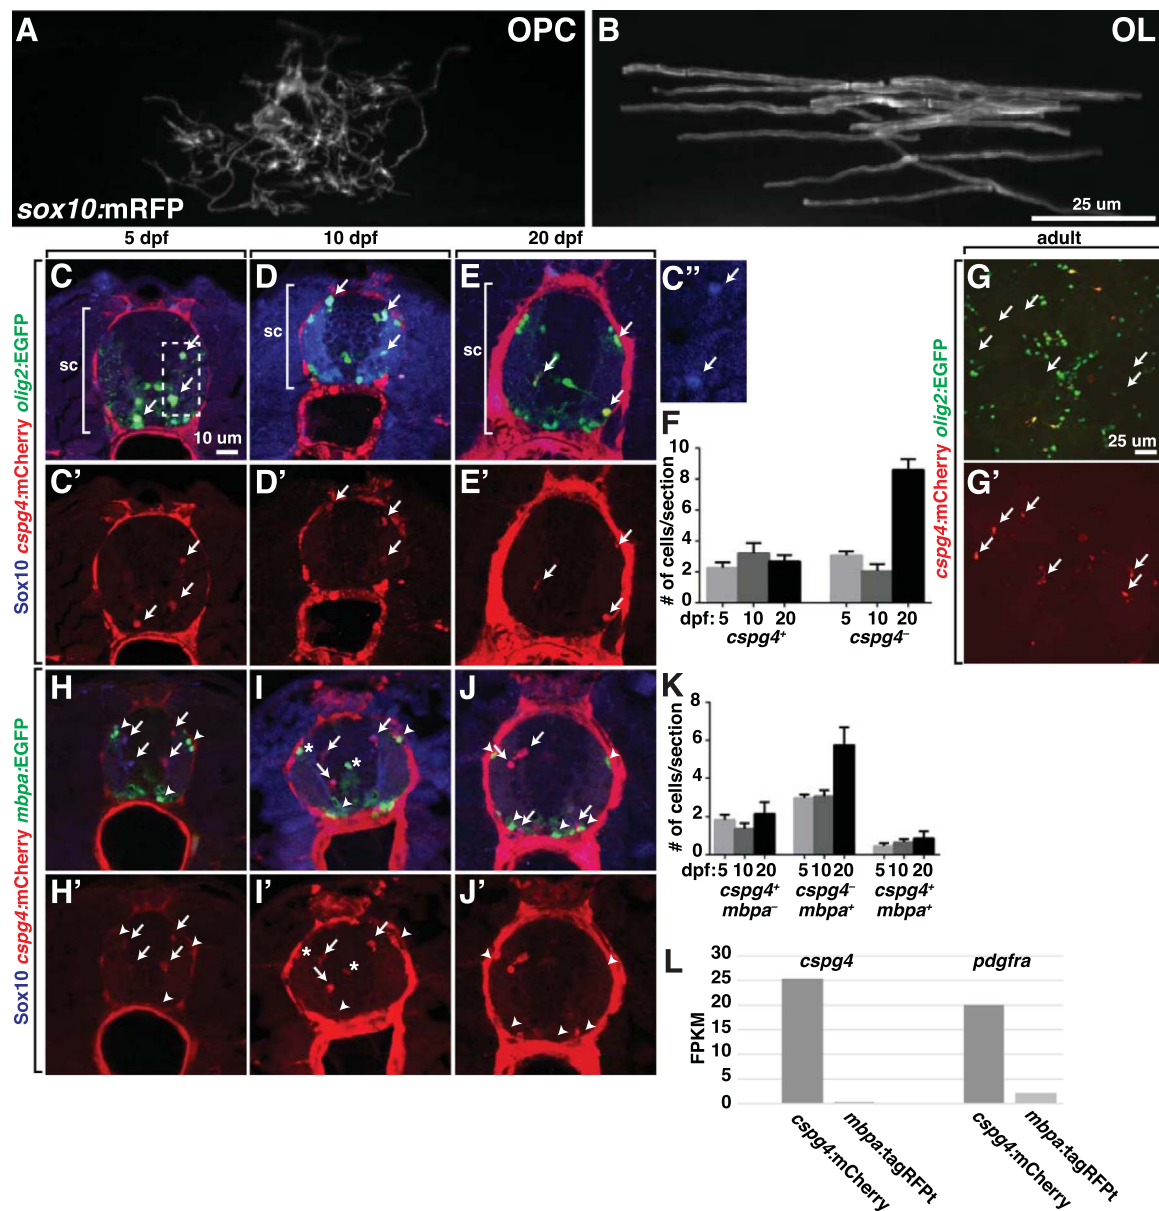 A OPC
sox10:mRFP
B OL
25 um
5 dpf 10 dpf 20 dpf adult
Sox10 cspg4:mCherry olig2:EGFP
C
sc
10 um
D
sc
E
sc
C”
G
25 um
cspg4:mCherry olig2:EGFP
C’
D’
E’
G’
F
# of cells/section
10
8
6
4
2
0
dpf: 5 10 20 5 10 20
cspg4⁺ cspg4⁻
Sox10 cspg4:mCherry mbpa:EGFP
H
I
* *
J
H’
I’
* *
J’
K
# of cells/section
8
6
4
2
0
dpf: 5 10 20 5 10 20 5 10 20
cspg4⁺ cspg4⁻ cspg4⁺
mbpa⁻ mbpa⁺ mbpa⁺
L
cspg4 pdgfra
FPKM
30
25
20
15
10
5
0
cspg4:mCherry
mbpa:tagRFPt
cspg4:mCherry
mbpa:tagRFPt